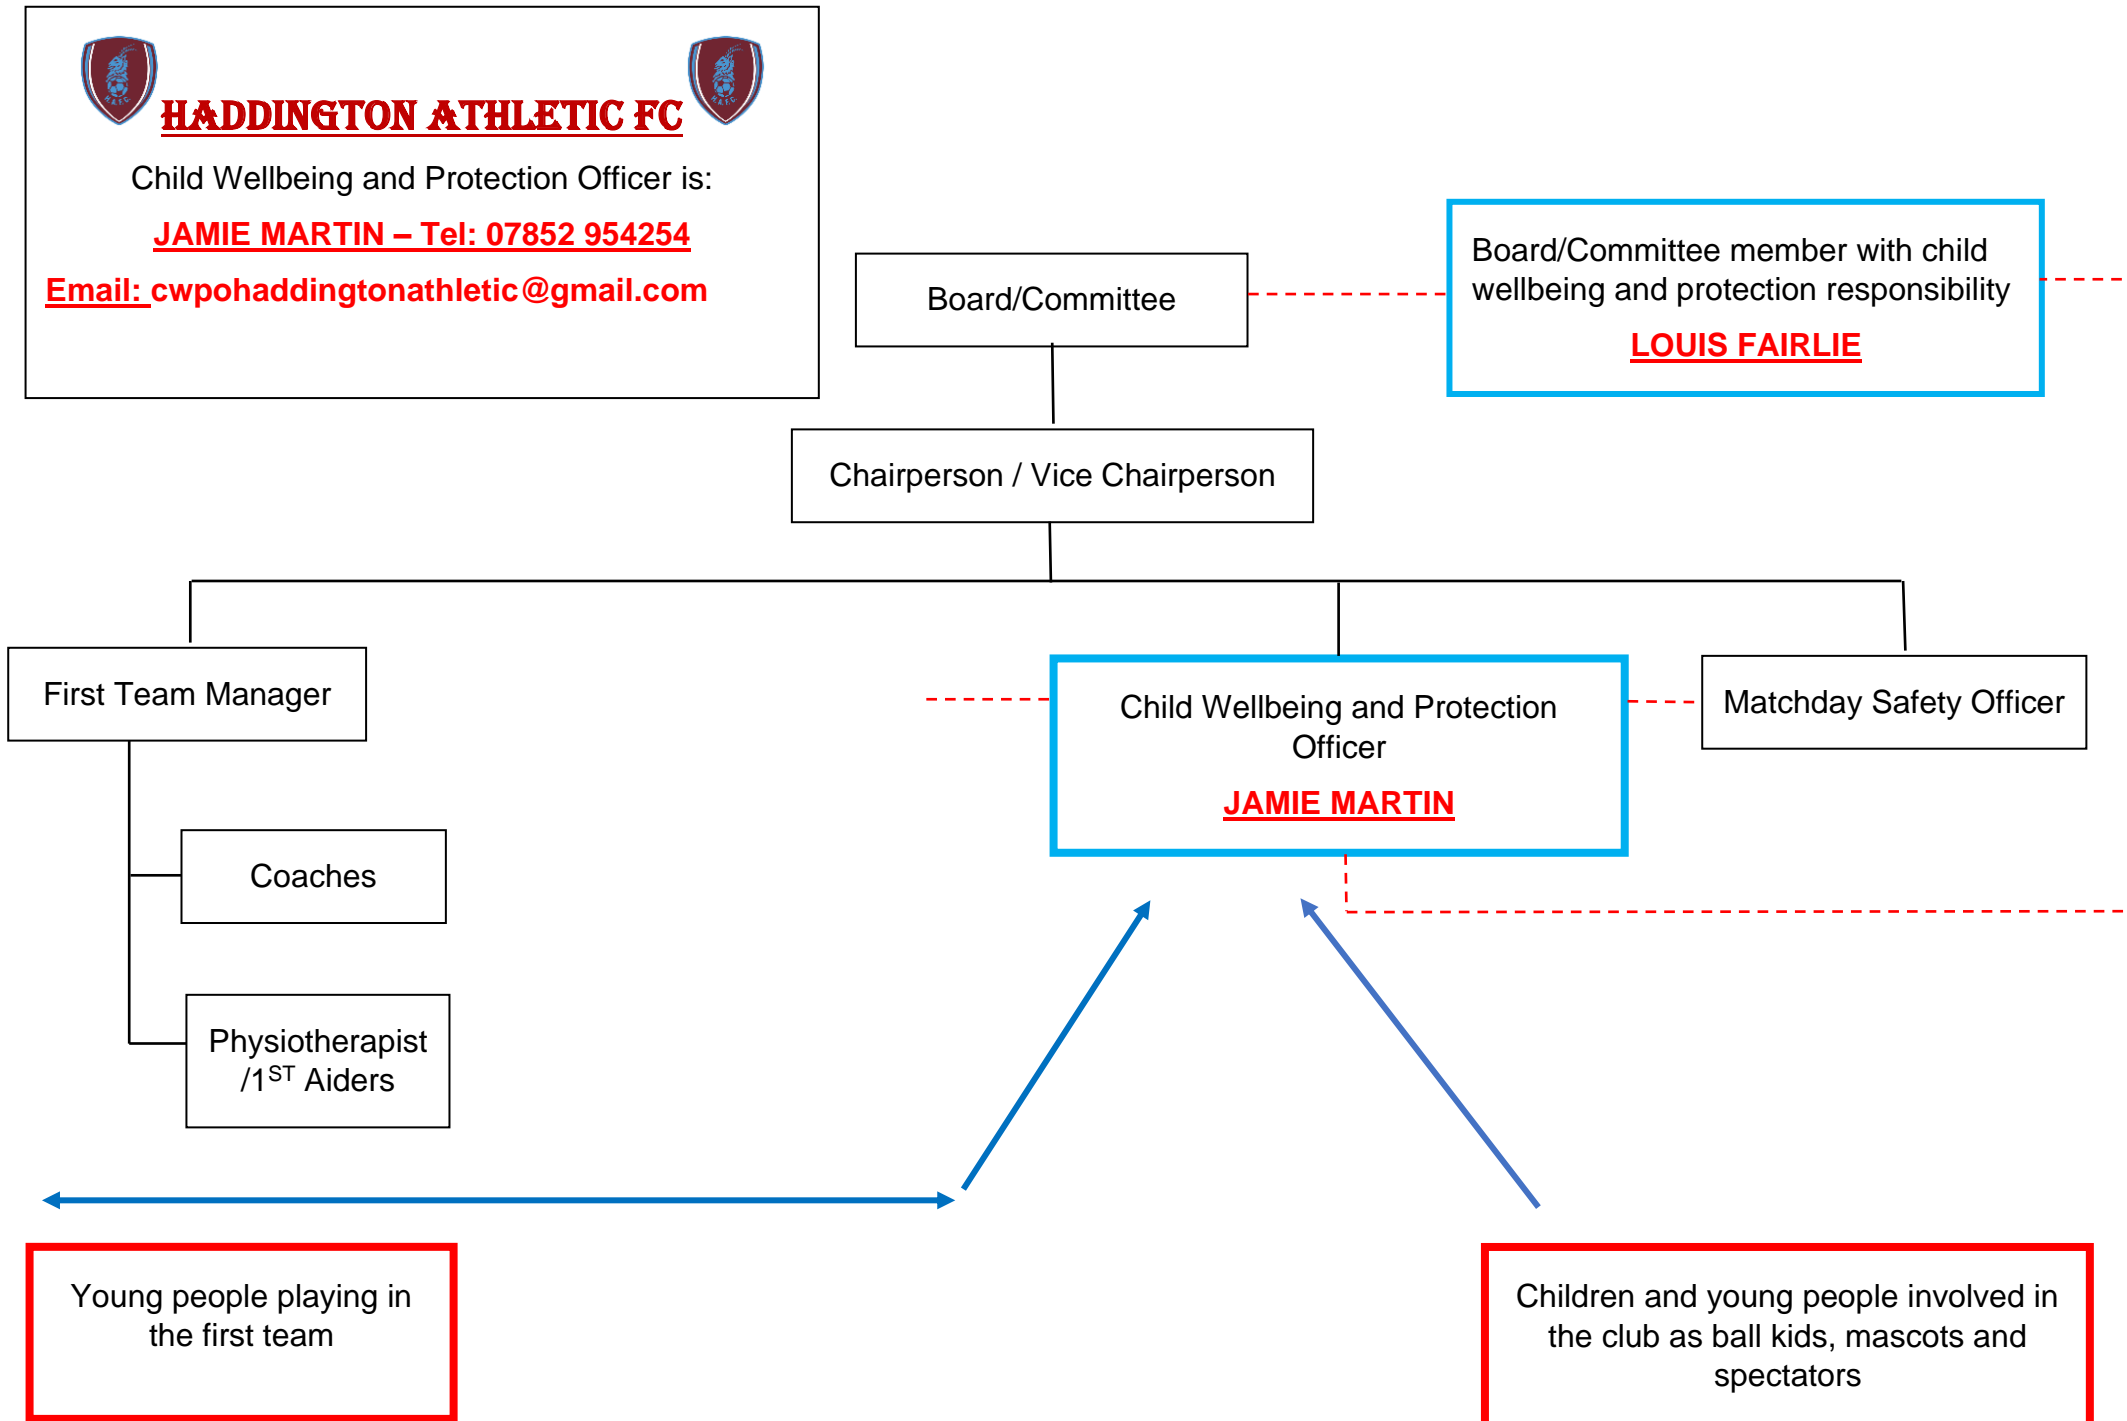 HADDINGTON ATHLETIC FC
Child Wellbeing and Protection Officer is:
JAMIE MARTIN – Tel: 07852 954254
Email: cwpohaddingtonathletic@gmail.com
Board/Committee
Board/Committee member with child
wellbeing and protection responsibility
LOUIS FAIRLIE
Chairperson / Vice Chairperson
First Team Manager
Child Wellbeing and Protection
Officer
JAMIE MARTIN
Matchday Safety Officer
Coaches
Physiotherapist
/1ST Aiders
Young people playing in
the first team
Children and young people involved in
the club as ball kids, mascots and
spectators
H.A.F.C.
H.A.F.C.